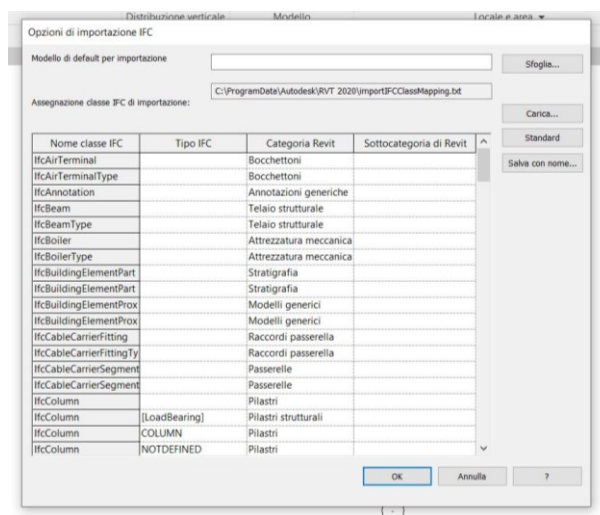 Distribuzione verticale Modello Locale e area
Opzioni di importazione IFC
Modello di default per importazione
Sfoglia...
C:\ProgramData\Autodesk\RVT 2020\importIFCClassMapping.txt
Assegnazione classe IFC di importazione:
Carica...
Standard
Salva con nome...
Nome classe IFC Tipo IFC Categoria Revit Sottocategoria di Revit
IfcAirTerminal Bocchettoni
IfcAirTerminalType Bocchettoni
IfcAnnotation Annotazioni generiche
IfcBeam Telaio strutturale
IfcBeamType Telaio strutturale
IfcBoiler Attrezzatura meccanica
IfcBoilerType Attrezzatura meccanica
IfcBuildingElementPart Stratigrafia
IfcBuildingElementPart Stratigrafia
IfcBuildingElementProx Modelli generici
IfcBuildingElementProx Modelli generici
IfcCableCarrierFitting Raccordi passerella
IfcCableCarrierFittingTy Raccordi passerella
IfcCableCarrierSegment Passerelle
IfcCableCarrierSegment Passerelle
IfcColumn Pilastri
IfcColumn [LoadBearing] Pilastri strutturali
IfcColumn COLUMN Pilastri
IfcColumn NOTDEFINED Pilastri
OK Annulla ?